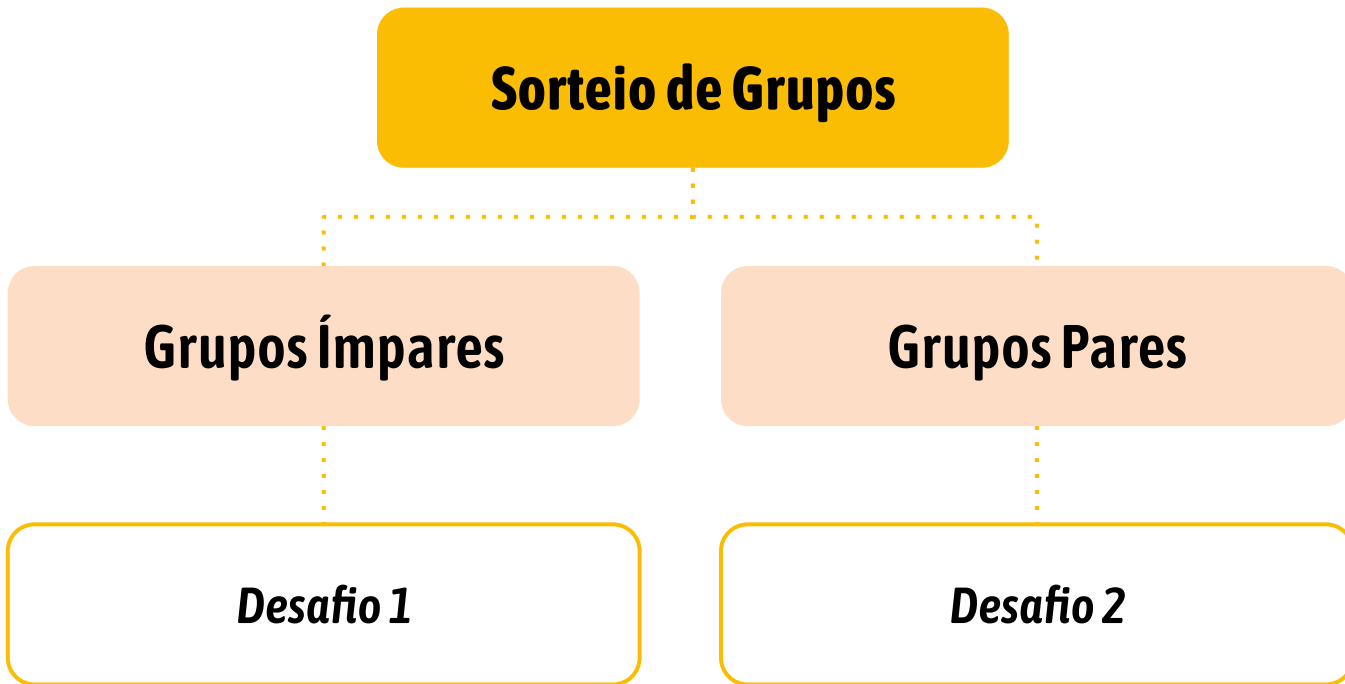 Sorteio de Grupos
Grupos Ímpares
Grupos Pares
Desafio 1
Desafio 2